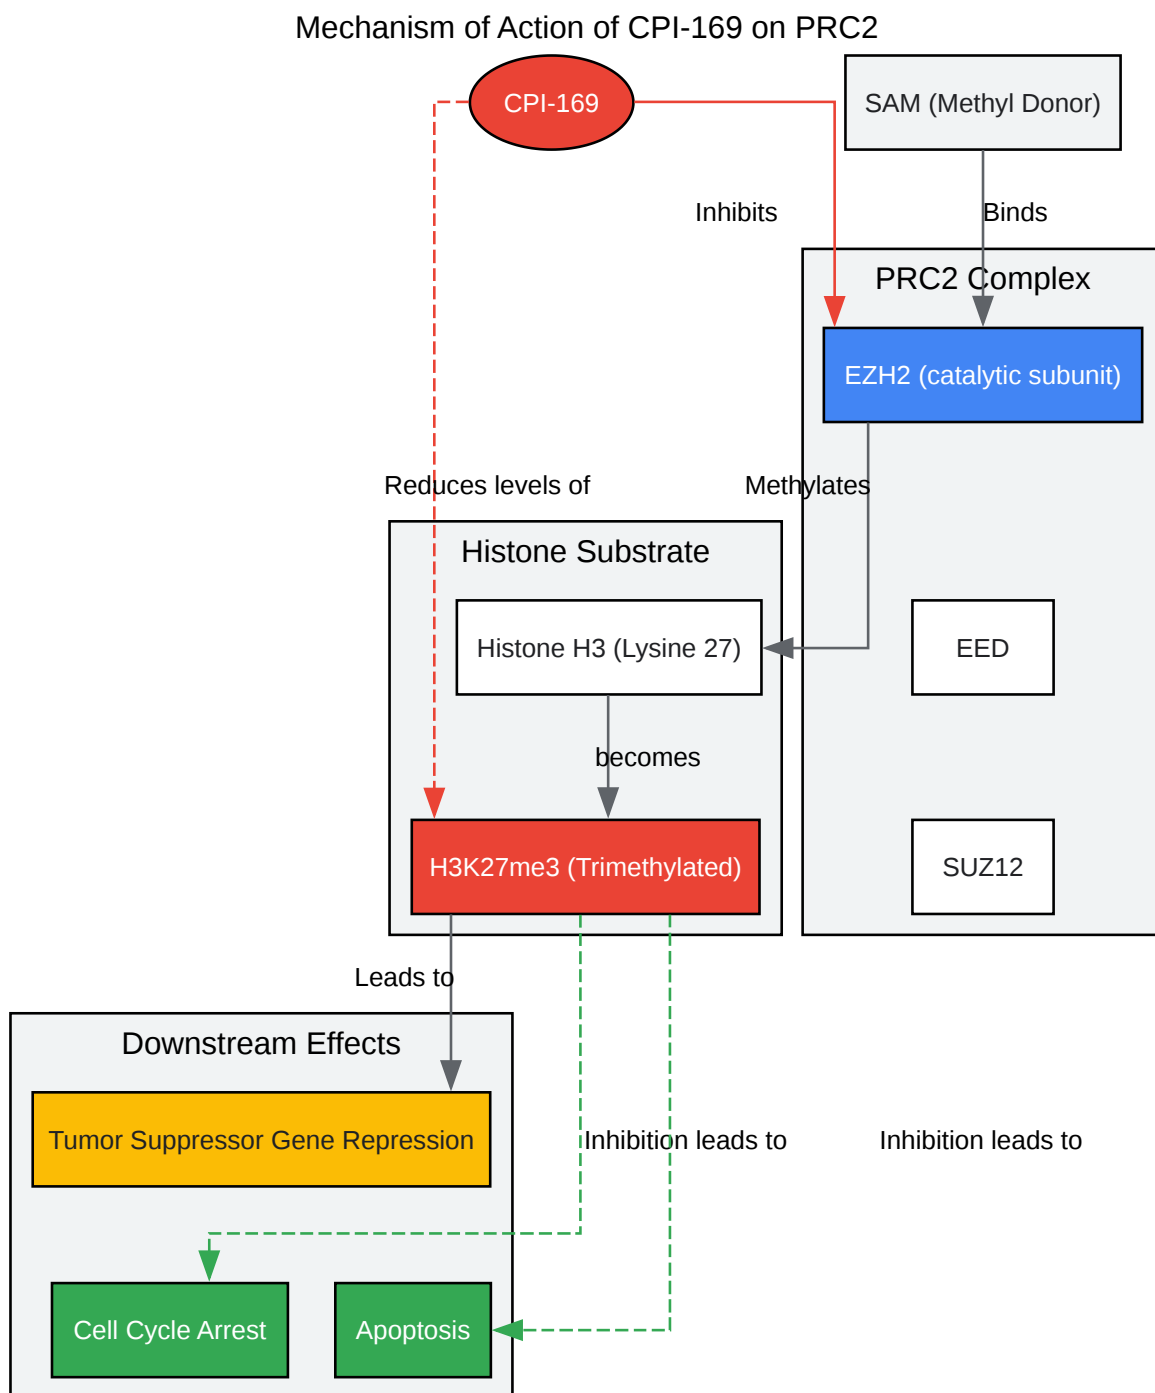 Mechanism of Action of CPI-169 on PRC2
CPI-169
SAM (Methyl Donor)
Inhibits
Binds
PRC2 Complex
EZH2 (catalytic subunit)
Reduces levels of
Methylates
Histone Substrate
Histone H3 (Lysine 27)
EED
becomes
H3K27me3 (Trimethylated)
SUZ12
Leads to
Downstream Effects
Tumor Suppressor Gene Repression
Inhibition leads to
Inhibition leads to
Cell Cycle Arrest
Apoptosis